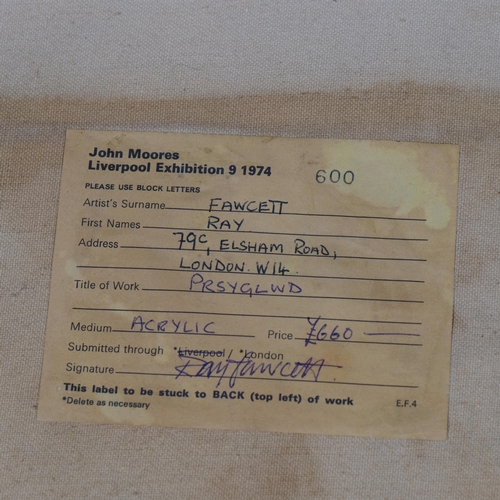 John Moores
Liverpool Exhibition 9 1974 600
PLEASE USE BLOCK LETTERS
Artist's Surname FAWCETT
First Names RAY
Address 79C, ELSHAM ROAD,
LONDON. W14.
Title of Work PRSYGLWD
Medium ACRYLIC Price £660
Submitted through *Liverpool *London
Signature Ray Fawcett
This label to be stuck to BACK (top left) of work
*Delete as necessary E.F.4